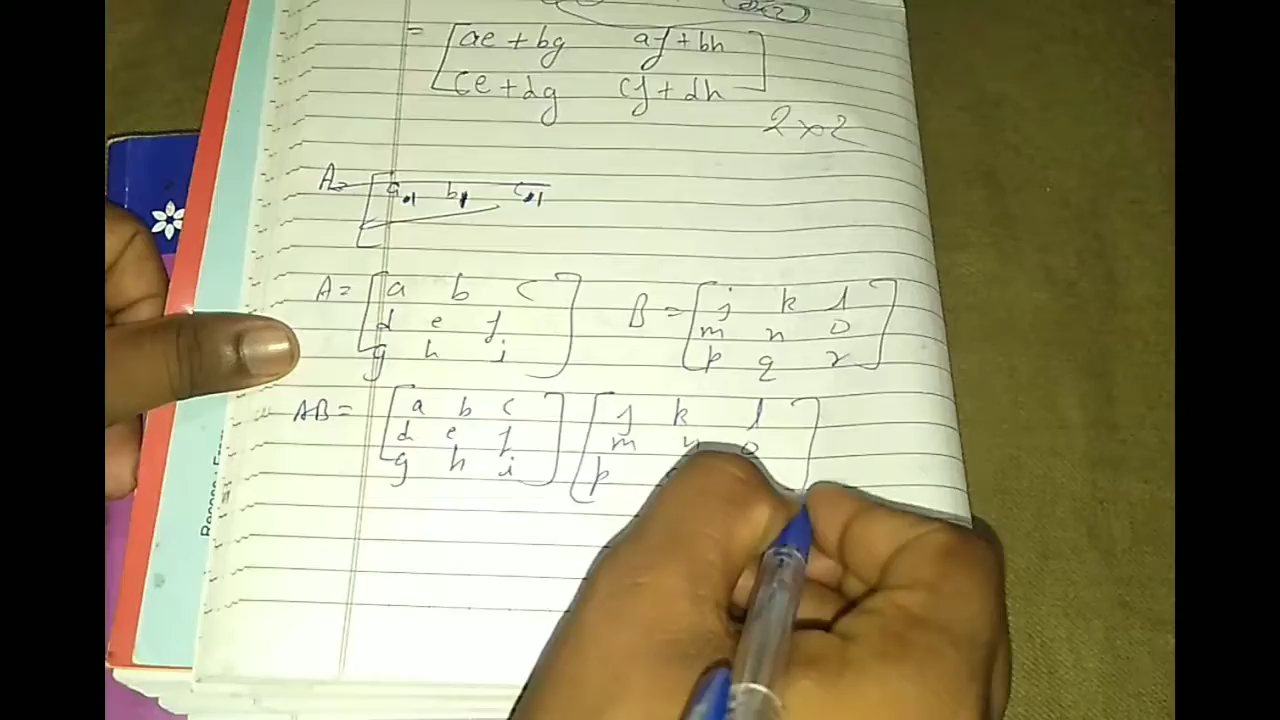 = [ae + bg af + bh
ce + dg cf + dh]
2 × 2
A = [a1 b1 c1
A = [a b c B = [j k l
d e f m n o
g h i] p q r]
AB = [a b c [j k l
d e f m n o
g h i] p